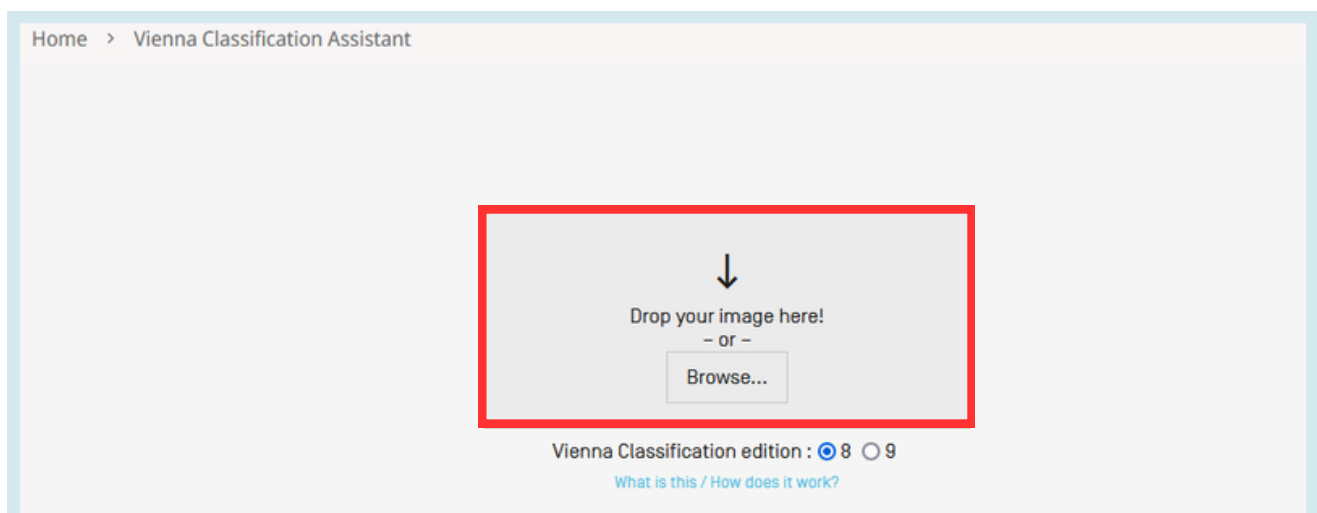 Home > Vienna Classification Assistant
↓
Drop your image here!
– or –
Browse...
Vienna Classification edition : 8 9
What is this / How does it work?